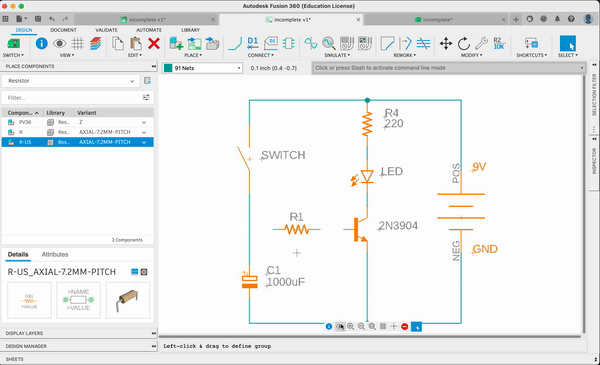 Autodesk Fusion 360 (Education License)
incomplete v1*
incomplete v1*
incomplete*
DESIGN DOCUMENT VALIDATE AUTOMATE LIBRARY
D1 R2
10K
SWITCH VIEW EDIT PLACE CONNECT SIMULATE REWORK MODIFY SHORTCUTS SELECT
PLACE COMPONENTS
91 Nets
0.1 inch (0.4 -0.7)
Click or press Slash to activate command line mode
Resistor
Filter...
Compon... Library Variant
PV36 Res... Z
R Res... AXIAL-7.2MM-PITCH
R-US Res... AXIAL-7.2MM-PITCH
3 Components
Details Attributes
R-US_AXIAL-7.2MM-PITCH
>VALUE
>NAME
>VALUE
DISPLAY LAYERS
DESIGN MANAGER
SHEETS
R4
220
SWITCH
LED
R1
2N3904
C1
1000uF
POS
9V
NEG
GND
SELECTION FILTER
INSPECTOR
Left-click & drag to define group